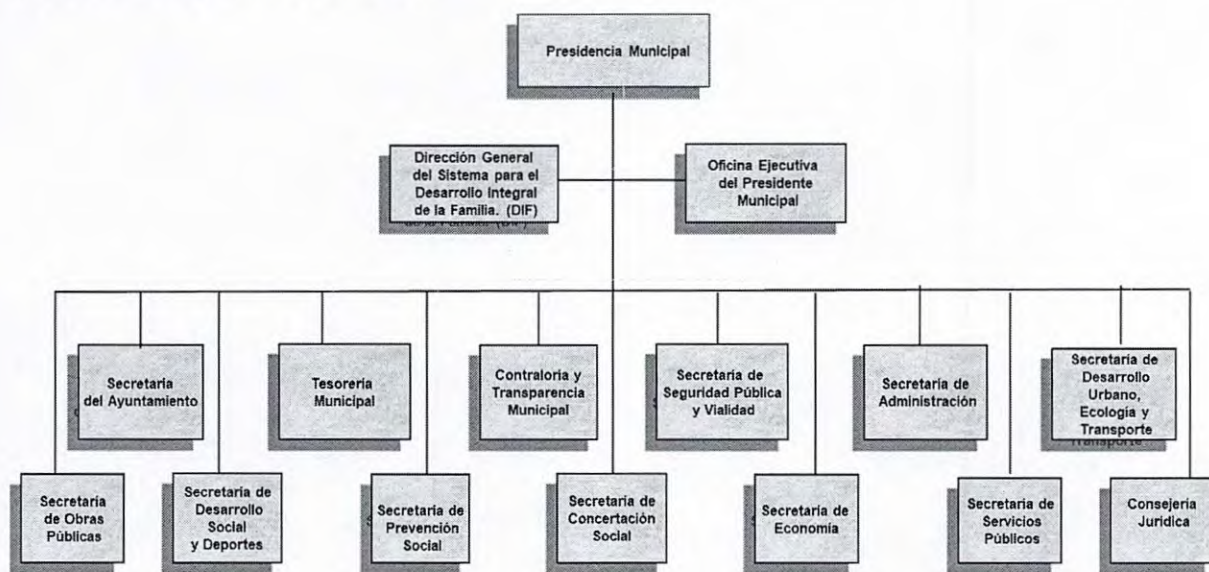 Presidencia Municipal
Dirección General
del Sistema para el
Desarrollo Integral
de la Familia. (DIF)
Oficina Ejecutiva
del Presidente
Municipal
Secretaría
del Ayuntamiento
Tesorería
Municipal
Contraloría y
Transparencia
Municipal
Secretaría de
Seguridad Pública
y Vialidad
Secretaría de
Administración
Secretaría de
Desarrollo
Urbano,
Ecología y
Transporte
Secretaría
de Obras
Públicas
Secretaría de
Desarrollo
Social
y Deportes
Secretaría de
Prevención
Social
Secretaría de
Concertación
Social
Secretaría de
Economía
Secretaría de
Servicios
Públicos
Consejería
Jurídica